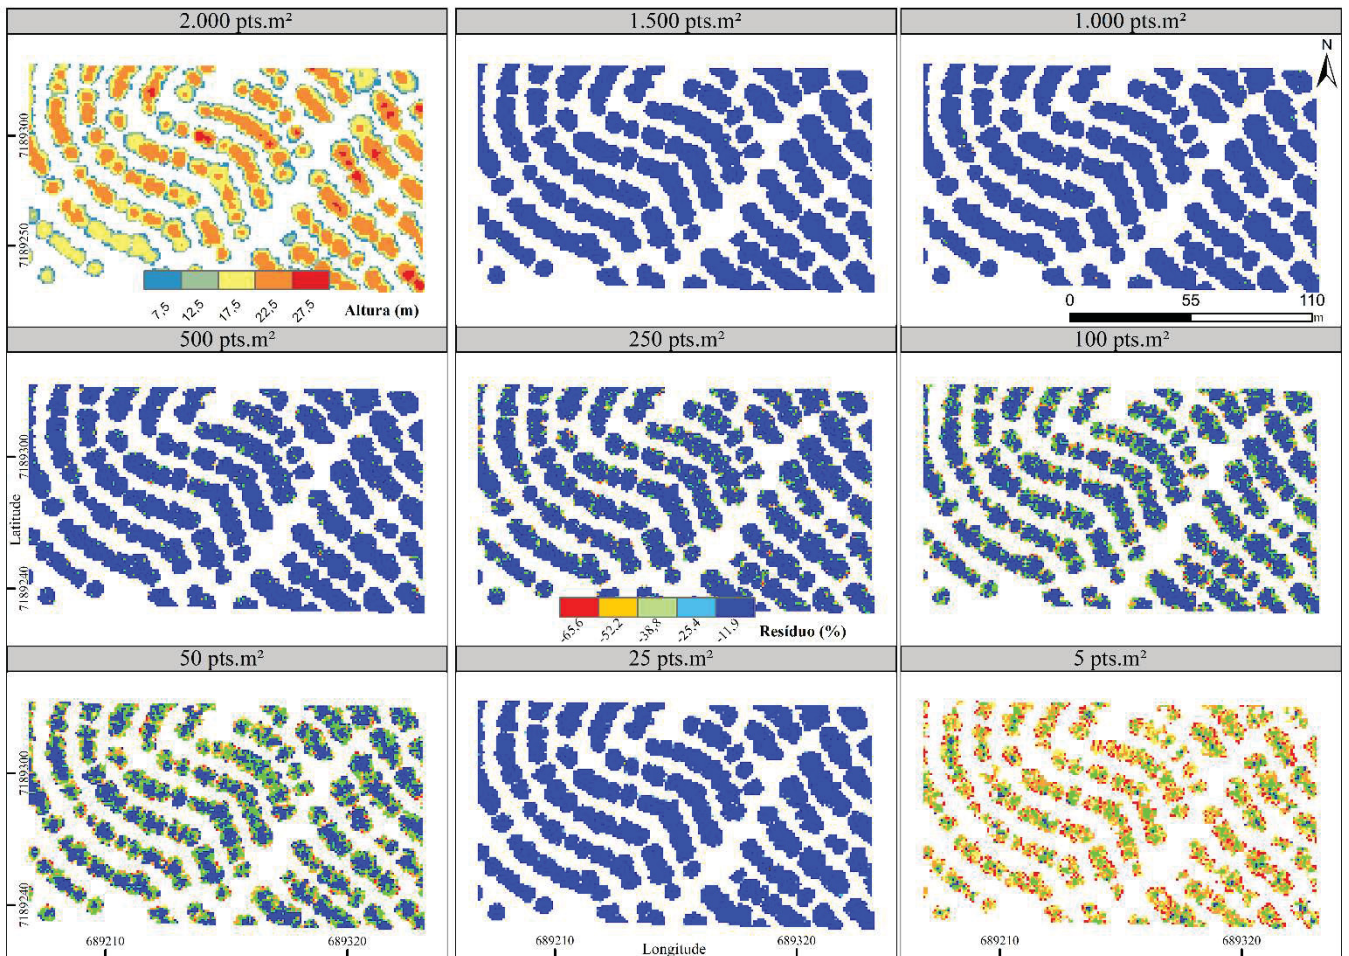 2.000 pts.m²
1.500 pts.m²
1.000 pts.m²
N
7189300
7189250
7,5 12,5 17,5 22,5 27,5 Altura (m)
0 55 110
m
500 pts.m²
250 pts.m²
100 pts.m²
7189300
Latitude
7189240
-65,6 -52,2 -38,8 -25,4 -11,9 Resíduo (%)
50 pts.m²
25 pts.m²
5 pts.m²
7189300
7189240
689210 689320 689210 689320 689210 689320
Longitude